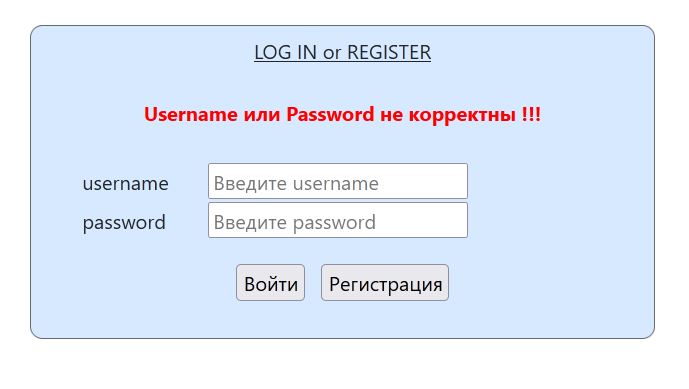 LOG IN or REGISTER
Username или Password не корректны !!!
username Введите username
password Введите password
Войти Регистрация